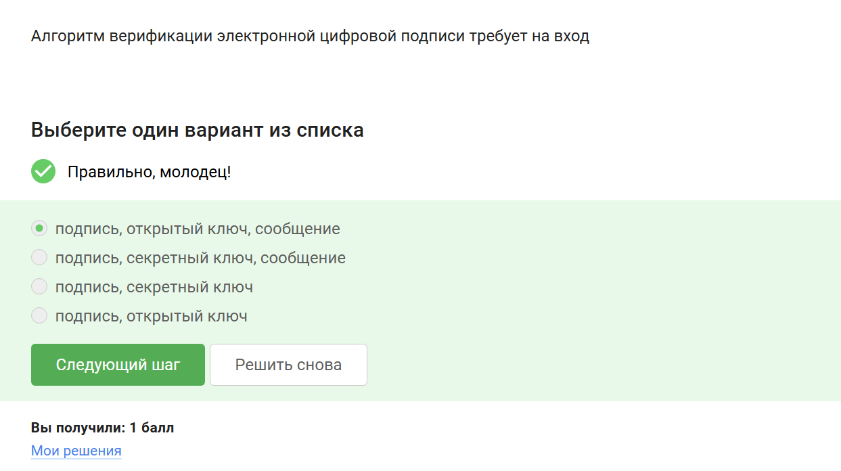 Алгоритм верификации электронной цифровой подписи требует на вход
Выберите один вариант из списка
Правильно, молодец!
подпись, открытый ключ, сообщение
подпись, секретный ключ, сообщение
подпись, секретный ключ
подпись, открытый ключ
Следующий шаг
Решить снова
Вы получили: 1 балл
Мои решения